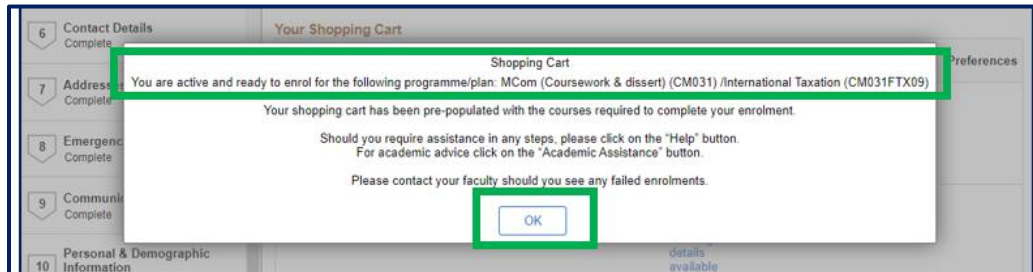 6 Contact Details
Complete
Your Shopping Cart
Preferences
Shopping Cart
You are active and ready to enrol for the following programme/plan: MCom (Coursework & dissert) (CM031) /International Taxation (CM031FTX09)
7 Addresses
Complete
Your shopping cart has been pre-populated with the courses required to complete your enrolment.
Should you require assistance in any steps, please click on the "Help" button.
For academic advice click on the "Academic Assistance" button.
8 Emergenc
Complete
Please contact your faculty should you see any failed enrolments.
9 Communic
Complete
OK
10 Personal & Demographic
Information
details
available